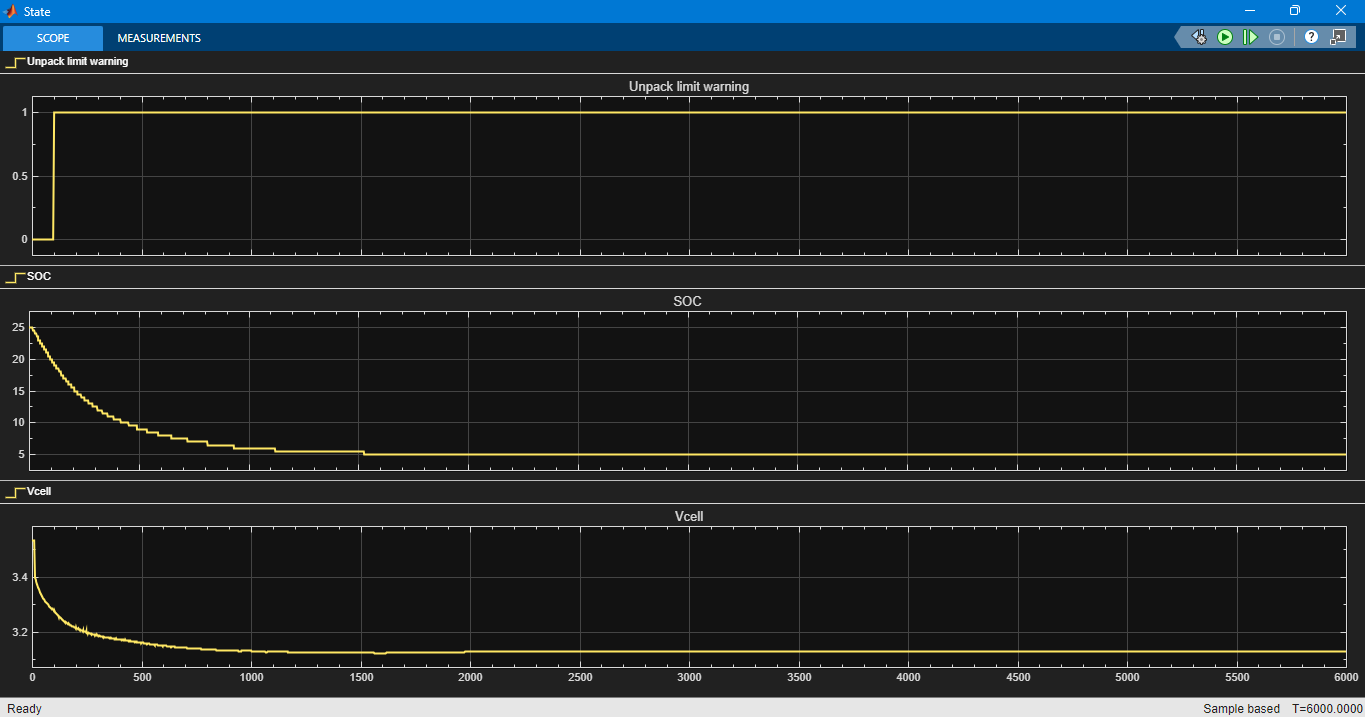 State
SCOPE MEASUREMENTS
?
Unpack limit warning
Unpack limit warning
1
0.5
0
SOC
SOC
25
20
15
10
5
Vcell
Vcell
3.4
3.2
0 500 1000 1500 2000 2500 3000 3500 4000 4500 5000 5500 6000
Ready Sample based T=6000.0000